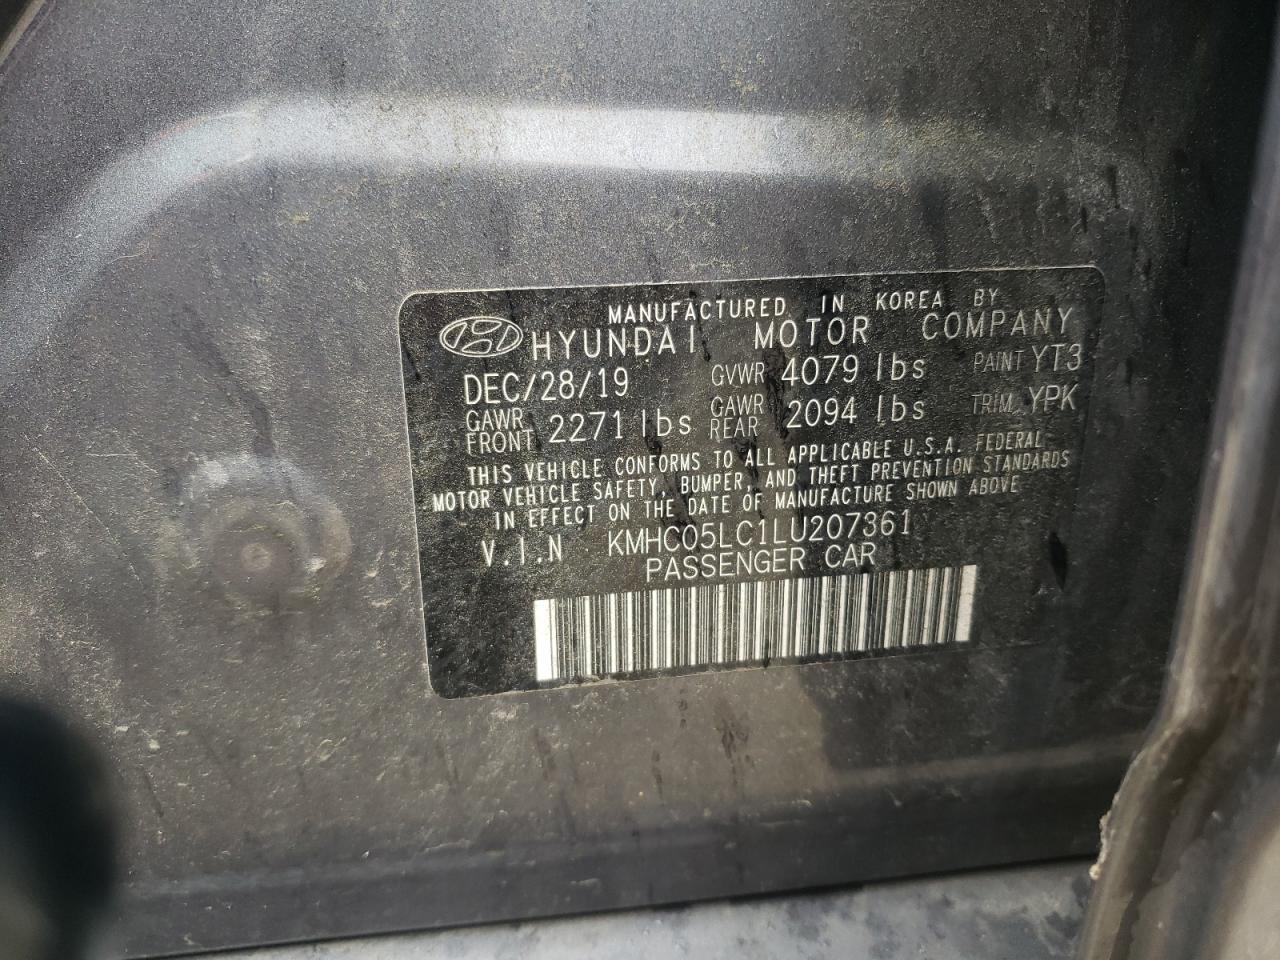 MANUFACTURED IN KOREA BY
HYUNDAI MOTOR COMPANY
DEC/28/19 GVWR 4079 lbs PAINT YT3
GAWR FRONT 2271 lbs GAWR REAR 2094 lbs TRIM YPK
THIS VEHICLE CONFORMS TO ALL APPLICABLE U.S.A. FEDERAL
MOTOR VEHICLE SAFETY, BUMPER, AND THEFT PREVENTION STANDARDS
IN EFFECT ON THE DATE OF MANUFACTURE SHOWN ABOVE
V.I.N KMHC05LC1LU207361
PASSENGER CAR